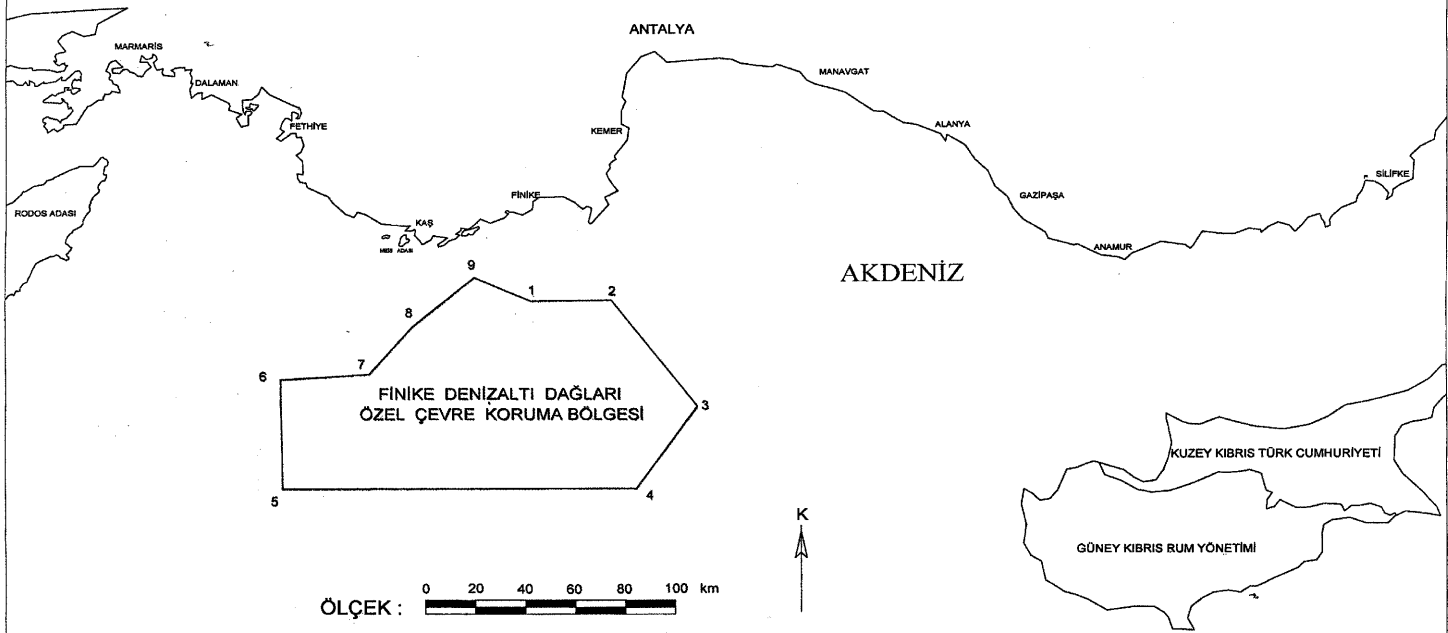 ANTALYA
MARMARİS
MANAVGAT
DALAMAN
ALANYA
FETHİYE
KEMER
SİLİFKE
FİNİKE
GAZİPAŞA
RODOS ADASI
KAŞ
MEİS ADASI
ANAMUR
AKDENİZ
9
1
2
8
7
6
FİNİKE DENİZALTI DAĞLARI
ÖZEL ÇEVRE KORUMA BÖLGESİ
3
KUZEY KIBRIS TÜRK CUMHURİYETİ
5
4
K
GÜNEY KIBRIS RUM YÖNETİMİ
0 20 40 60 80 100 km
ÖLÇEK :